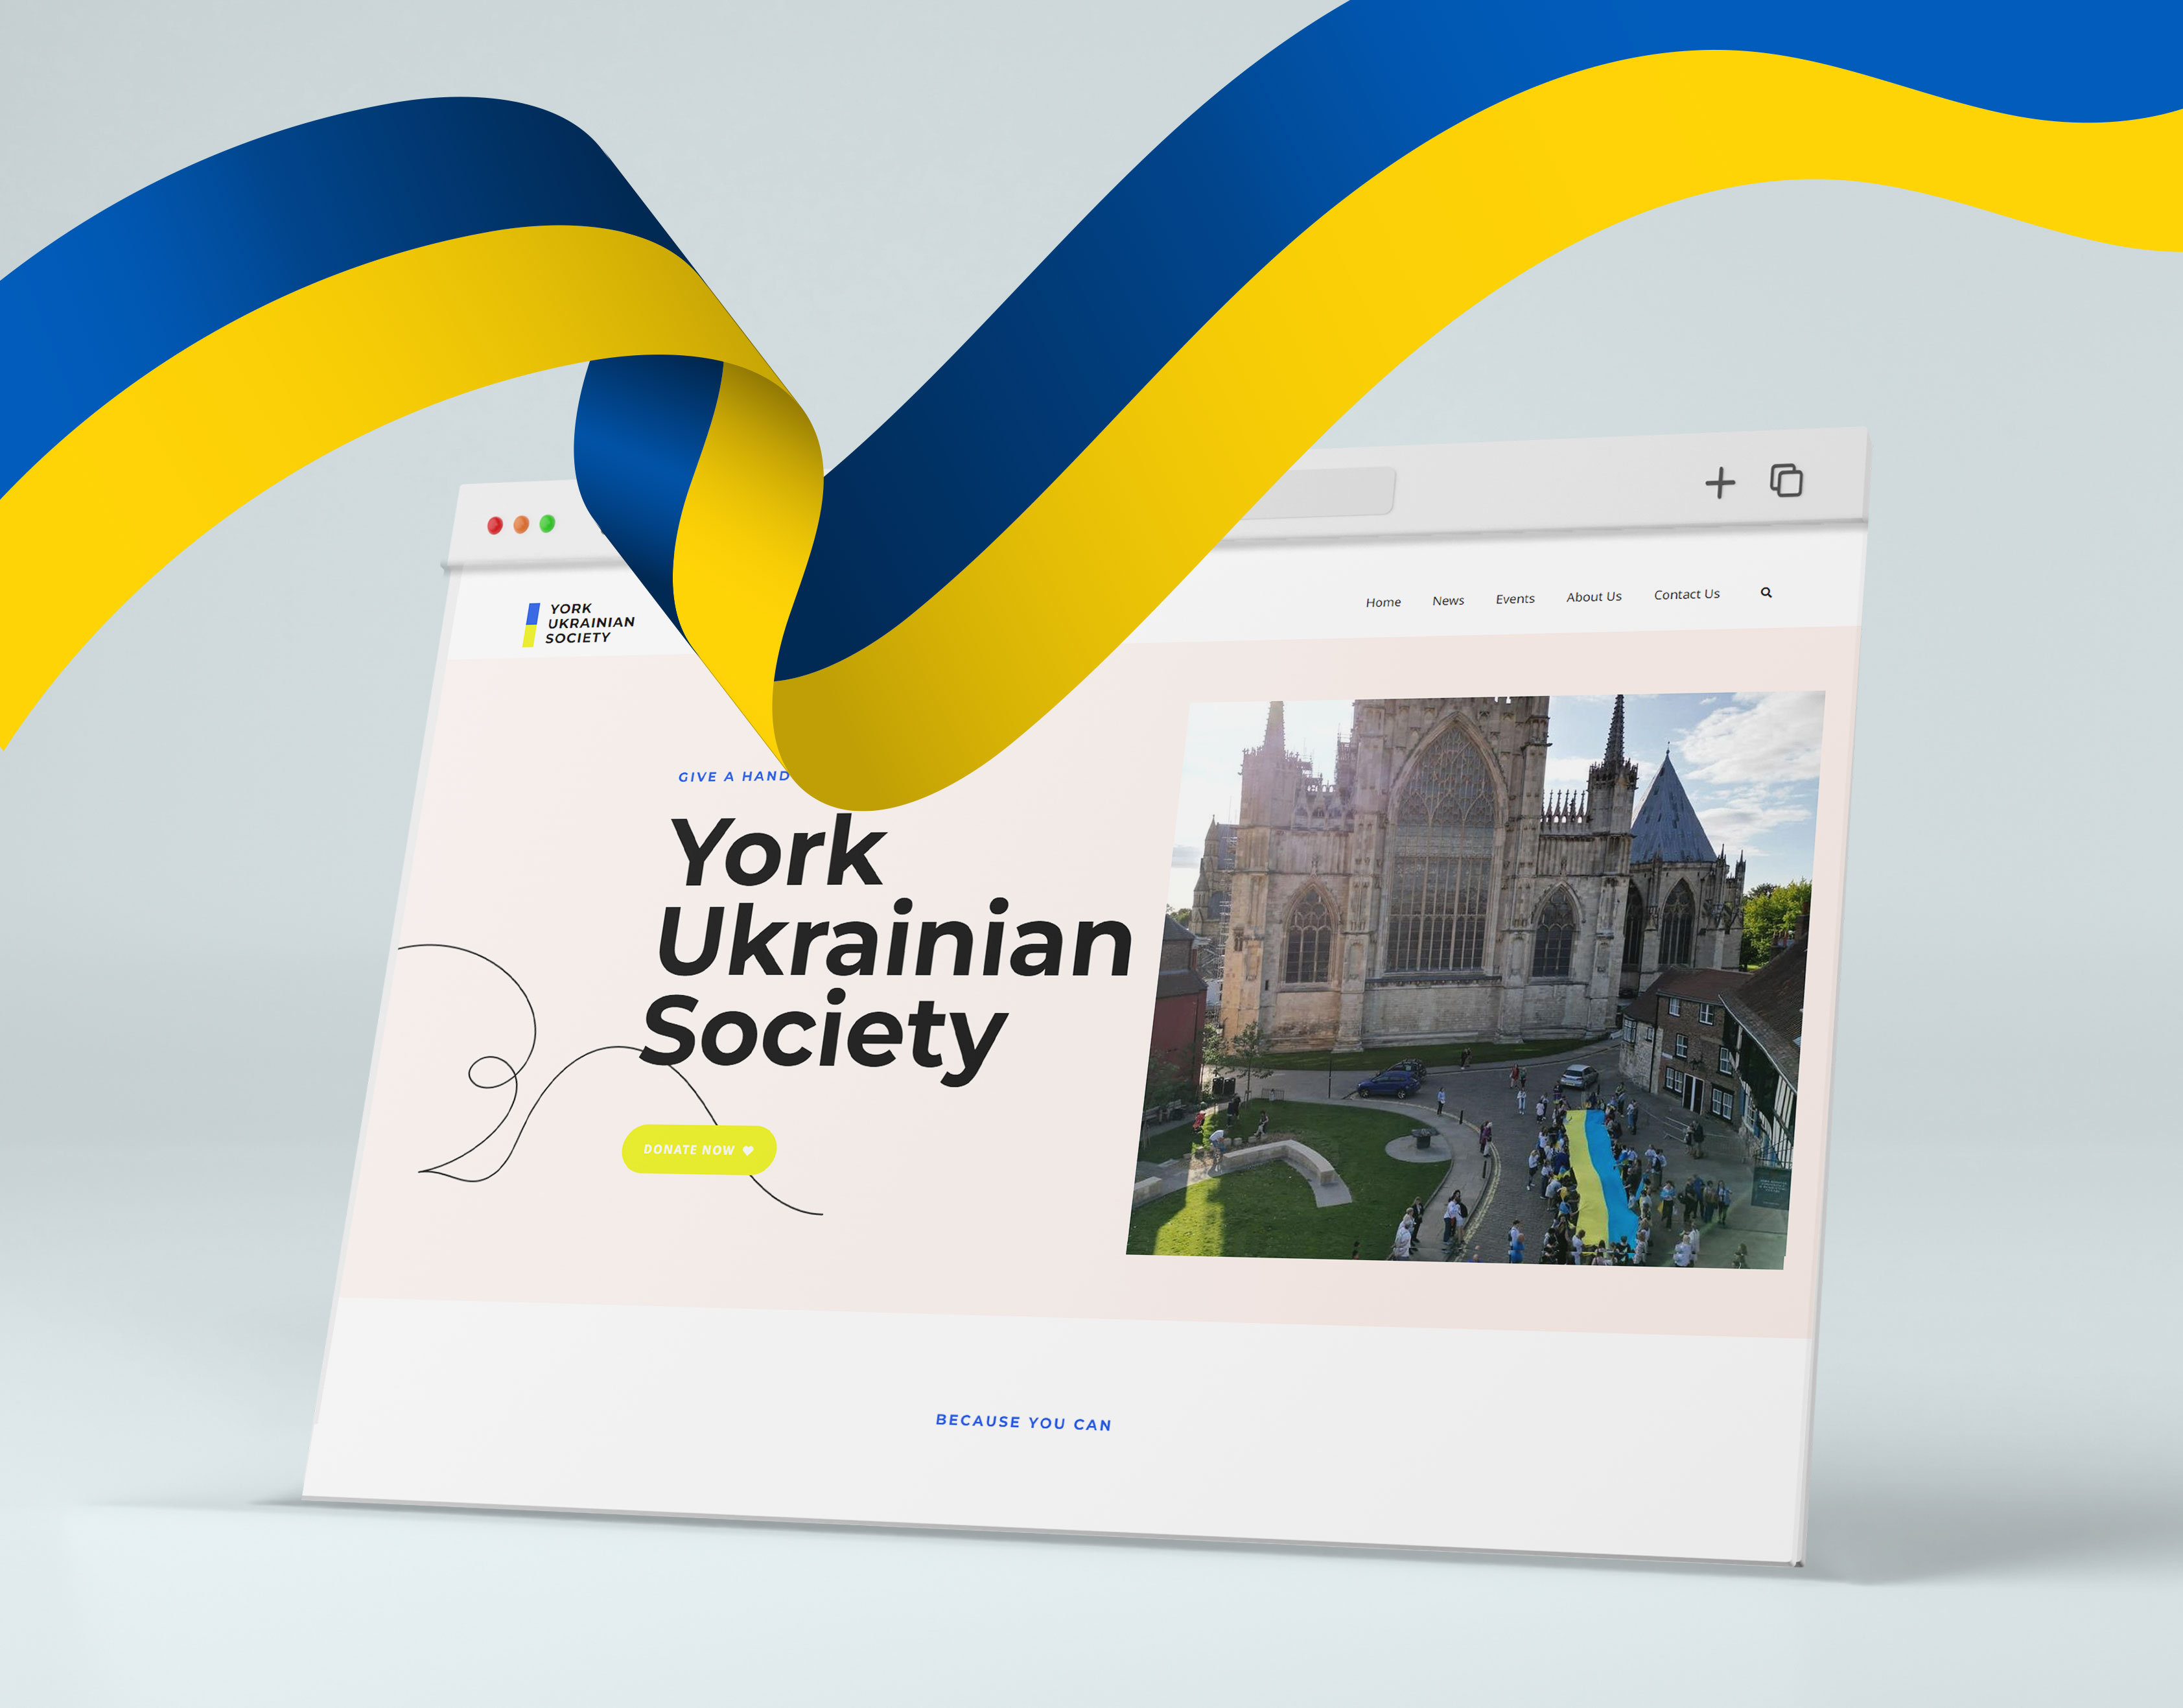 YORK
UKRAINIAN
SOCIETY
Home News Events About Us Contact Us
GIVE A HAND
York
Ukrainian
Society
DONATE NOW
BECAUSE YOU CAN